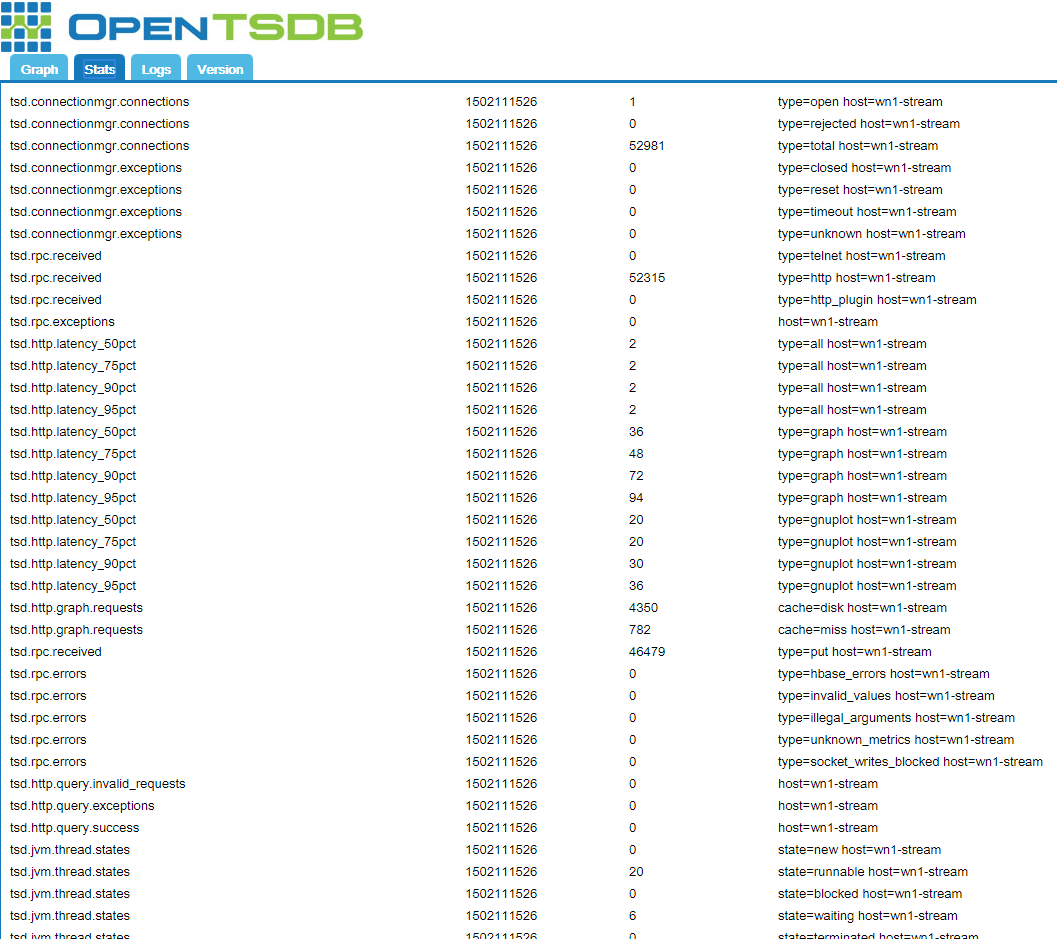 OPENTSDB
Graph Stats Logs Version
tsd.connectionmgr.connections 1502111526 1 type=open host=wn1-stream
tsd.connectionmgr.connections 1502111526 0 type=rejected host=wn1-stream
tsd.connectionmgr.connections 1502111526 52981 type=total host=wn1-stream
tsd.connectionmgr.exceptions 1502111526 0 type=closed host=wn1-stream
tsd.connectionmgr.exceptions 1502111526 0 type=reset host=wn1-stream
tsd.connectionmgr.exceptions 1502111526 0 type=timeout host=wn1-stream
tsd.connectionmgr.exceptions 1502111526 0 type=unknown host=wn1-stream
tsd.rpc.received 1502111526 0 type=telnet host=wn1-stream
tsd.rpc.received 1502111526 52315 type=http host=wn1-stream
tsd.rpc.received 1502111526 0 type=http_plugin host=wn1-stream
tsd.rpc.exceptions 1502111526 0 host=wn1-stream
tsd.http.latency_50pct 1502111526 2 type=all host=wn1-stream
tsd.http.latency_75pct 1502111526 2 type=all host=wn1-stream
tsd.http.latency_90pct 1502111526 2 type=all host=wn1-stream
tsd.http.latency_95pct 1502111526 2 type=all host=wn1-stream
tsd.http.latency_50pct 1502111526 36 type=graph host=wn1-stream
tsd.http.latency_75pct 1502111526 48 type=graph host=wn1-stream
tsd.http.latency_90pct 1502111526 72 type=graph host=wn1-stream
tsd.http.latency_95pct 1502111526 94 type=graph host=wn1-stream
tsd.http.latency_50pct 1502111526 20 type=gnuplot host=wn1-stream
tsd.http.latency_75pct 1502111526 20 type=gnuplot host=wn1-stream
tsd.http.latency_90pct 1502111526 30 type=gnuplot host=wn1-stream
tsd.http.latency_95pct 1502111526 36 type=gnuplot host=wn1-stream
tsd.http.graph.requests 1502111526 4350 cache=disk host=wn1-stream
tsd.http.graph.requests 1502111526 782 cache=miss host=wn1-stream
tsd.rpc.received 1502111526 46479 type=put host=wn1-stream
tsd.rpc.errors 1502111526 0 type=hbase_errors host=wn1-stream
tsd.rpc.errors 1502111526 0 type=invalid_values host=wn1-stream
tsd.rpc.errors 1502111526 0 type=illegal_arguments host=wn1-stream
tsd.rpc.errors 1502111526 0 type=unknown_metrics host=wn1-stream
tsd.rpc.errors 1502111526 0 type=socket_writes_blocked host=wn1-stream
tsd.http.query.invalid_requests 1502111526 0 host=wn1-stream
tsd.http.query.exceptions 1502111526 0 host=wn1-stream
tsd.http.query.success 1502111526 0 host=wn1-stream
tsd.jvm.thread.states 1502111526 0 state=new host=wn1-stream
tsd.jvm.thread.states 1502111526 20 state=runnable host=wn1-stream
tsd.jvm.thread.states 1502111526 0 state=blocked host=wn1-stream
tsd.jvm.thread.states 1502111526 6 state=waiting host=wn1-stream
tsd.jvm.thread.states 1502111526 0 state=terminated host=wn1-stream